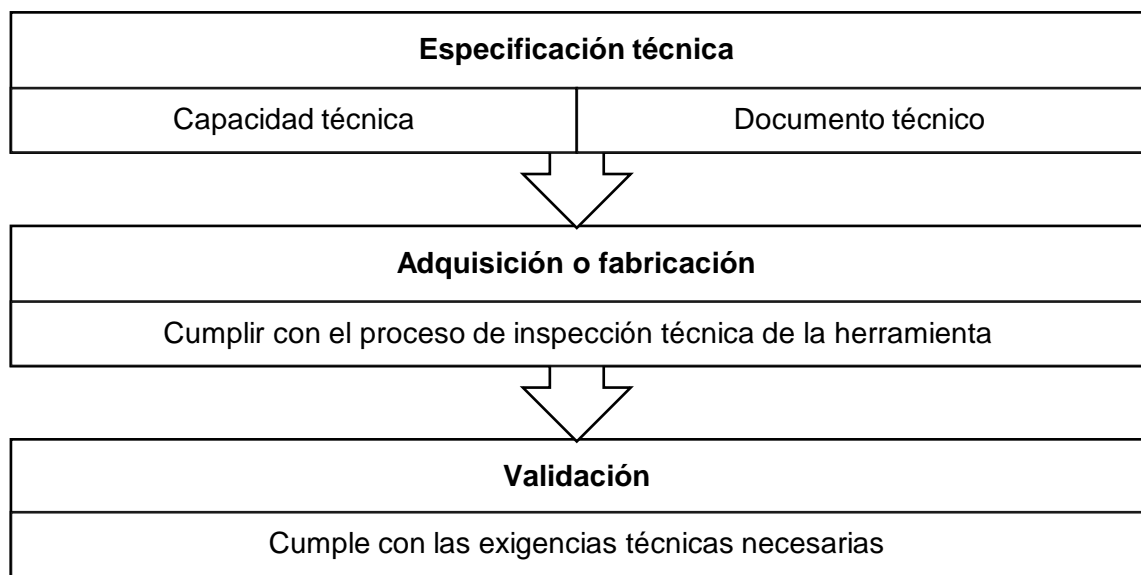 Especificación técnica
Capacidad técnica
Documento técnico
Adquisición o fabricación
Cumplir con el proceso de inspección técnica de la herramienta
Validación
Cumple con las exigencias técnicas necesarias